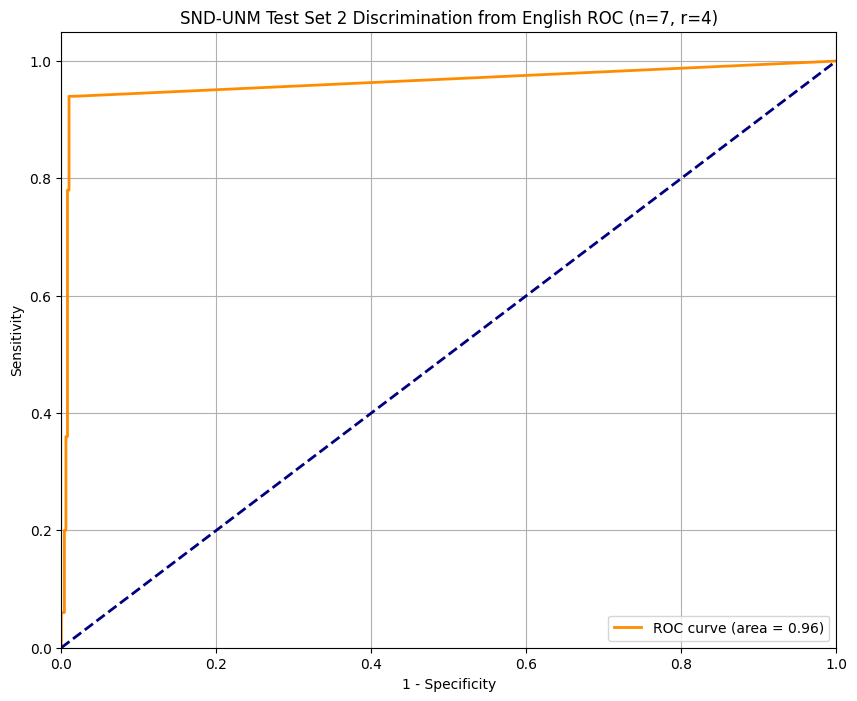 SND-UNM Test Set 2 Discrimination from English ROC (n=7, r=4)
1.0
0.8
0.6
0.4
0.2
0.0
Sensitivity
ROC curve (area = 0.96)
0.0 0.2 0.4 0.6 0.8 1.0
1 - Specificity